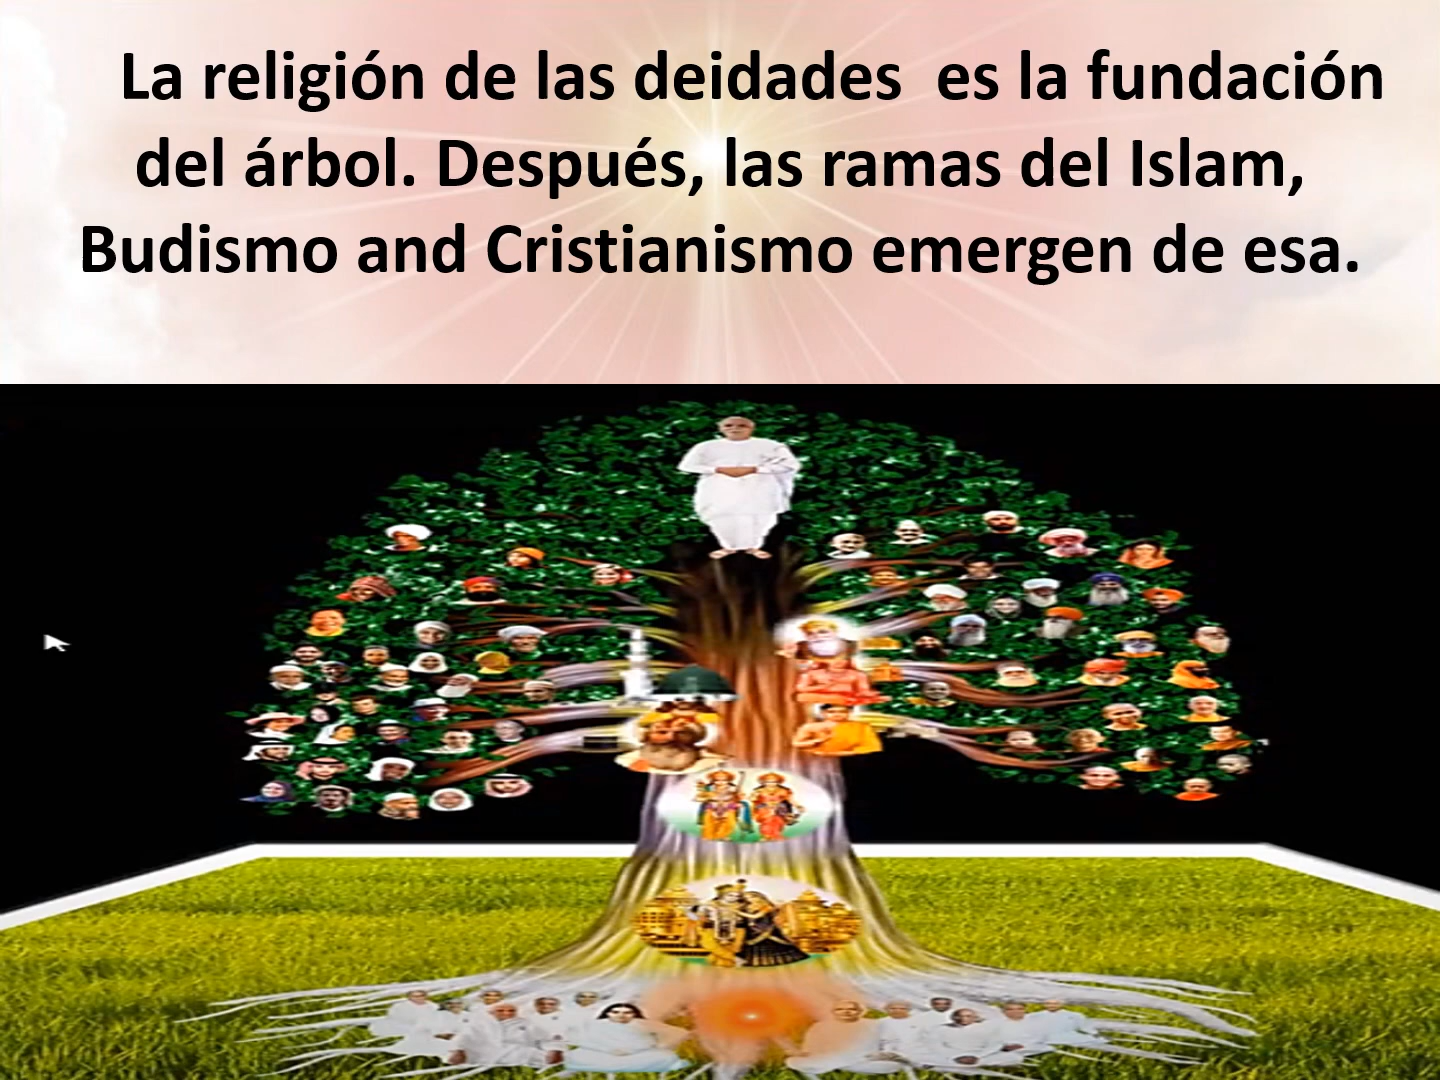 La religión de las deidades  es la fundación
del árbol. Después, las ramas del Islam,
Budismo and Cristianismo emergen de esa.